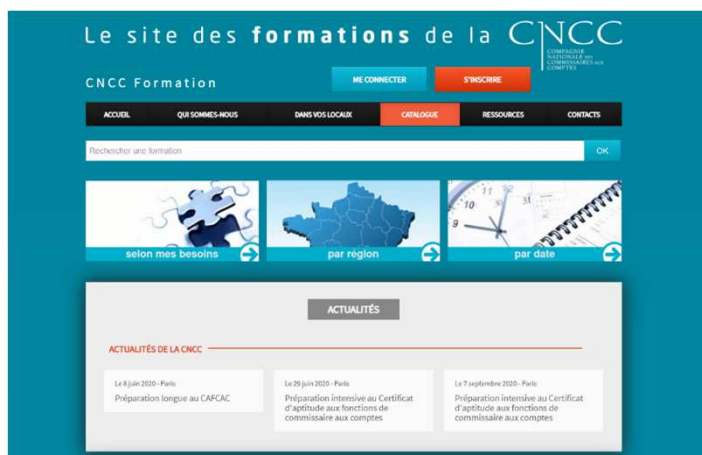 Le site des formations de la CNCC
COMPAGNIE
NATIONALE DES
COMMISSAIRES AUX
COMPTES
CNCC Formation
ME CONNECTER
S'INSCRIRE
ACCUEIL
QUI SOMMES-NOUS
DANS VOS LOCAUX
CATALOGUE
RESSOURCES
CONTACTS
Rechercher une formation
OK
selon mes besoins
par région
10 11 31
9
par date
ACTUALITÉS
ACTUALITÉS DE LA CNCC
Le 8 juin 2020 - Paris
Préparation longue au CAFCAC
Le 29 juin 2020 - Paris
Préparation intensive au Certificat
d'aptitude aux fonctions de
commissaire aux comptes
Le 7 septembre 2020 - Paris
Préparation intensive au Certificat
d'aptitude aux fonctions de
commissaire aux comptes